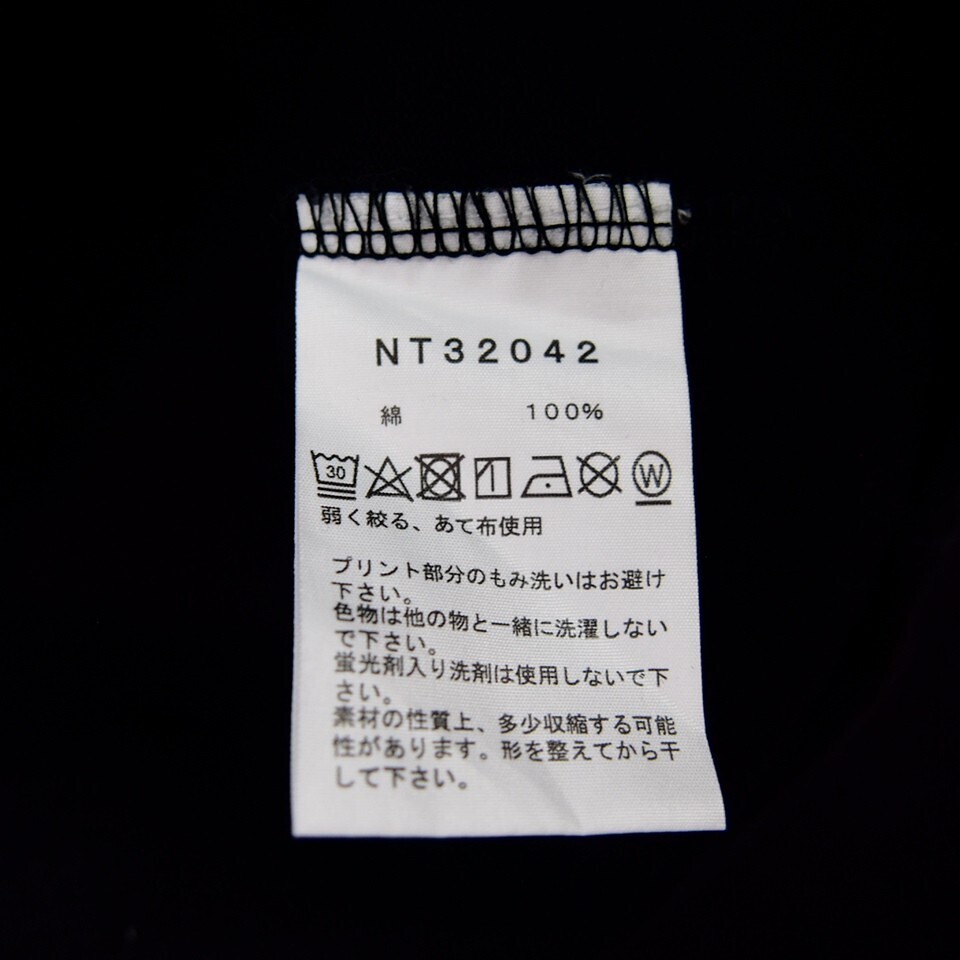 NT32042
綿 100%
30 W
弱く絞る、あて布使用
プリント部分のもみ洗いはお避け
下さい。
色物は他の物と一緒に洗濯しない
で下さい。
蛍光剤入り洗剤は使用しないで下
さい。
素材の性質上、多少収縮する可能
性があります。形を整えてから干
して下さい。